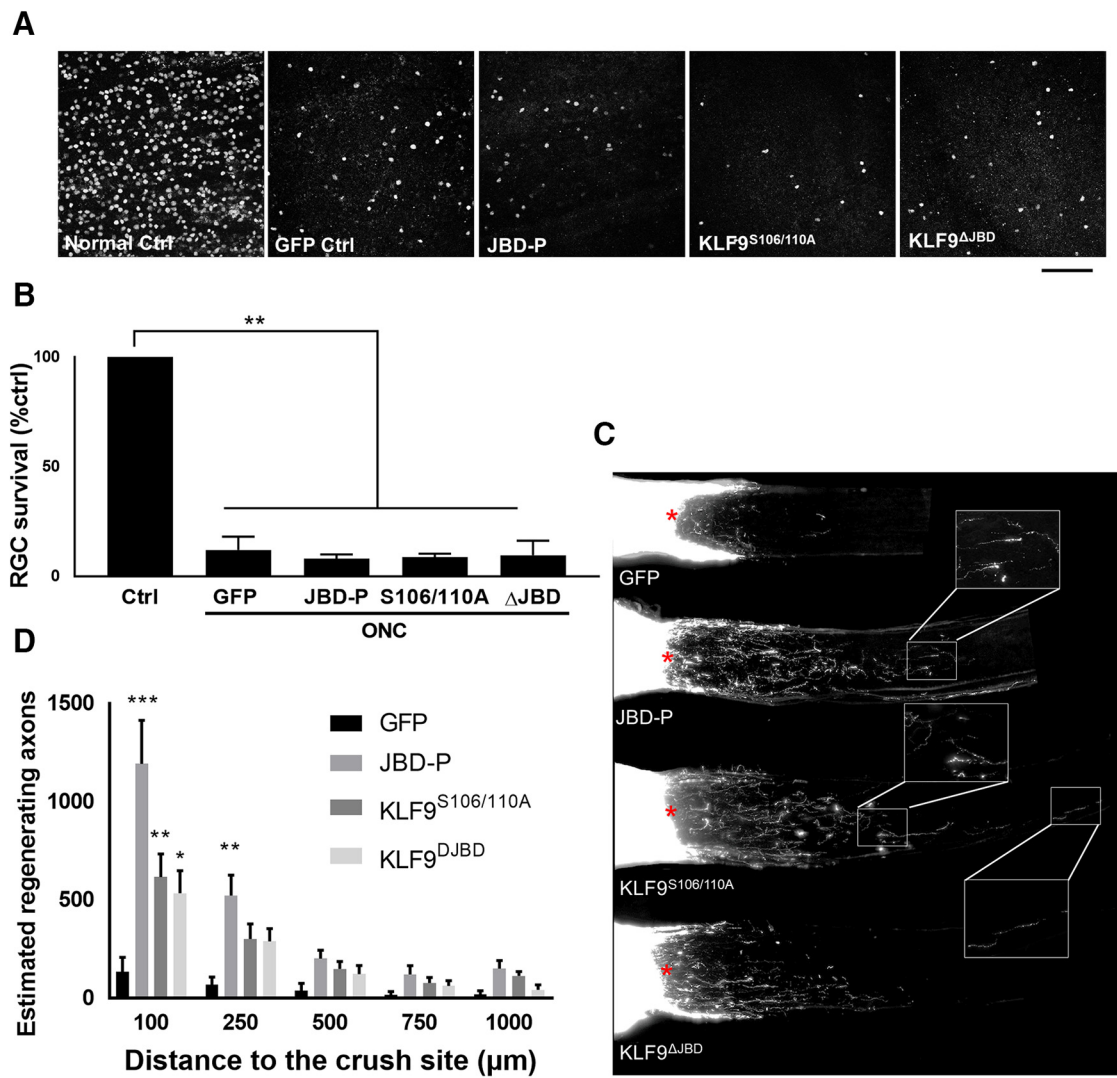 A
Normal Ctrl
GFP Ctrl
JBD-P
KLF9S106/110A
KLF9ΔJBD
B
**
RGC survival (%ctrl)
100
50
0
Ctrl
GFP
JBD-P
S106/110A
ΔJBD
ONC
C
*
GFP
*
JBD-P
*
KLF9S106/110A
*
KLF9ΔJBD
D
Estimated regenerating axons
1500
1000
500
0
***
**
*
**
GFP
JBD-P
KLF9S106/110A
KLF9DJBD
100
250
500
750
1000
Distance to the crush site (µm)